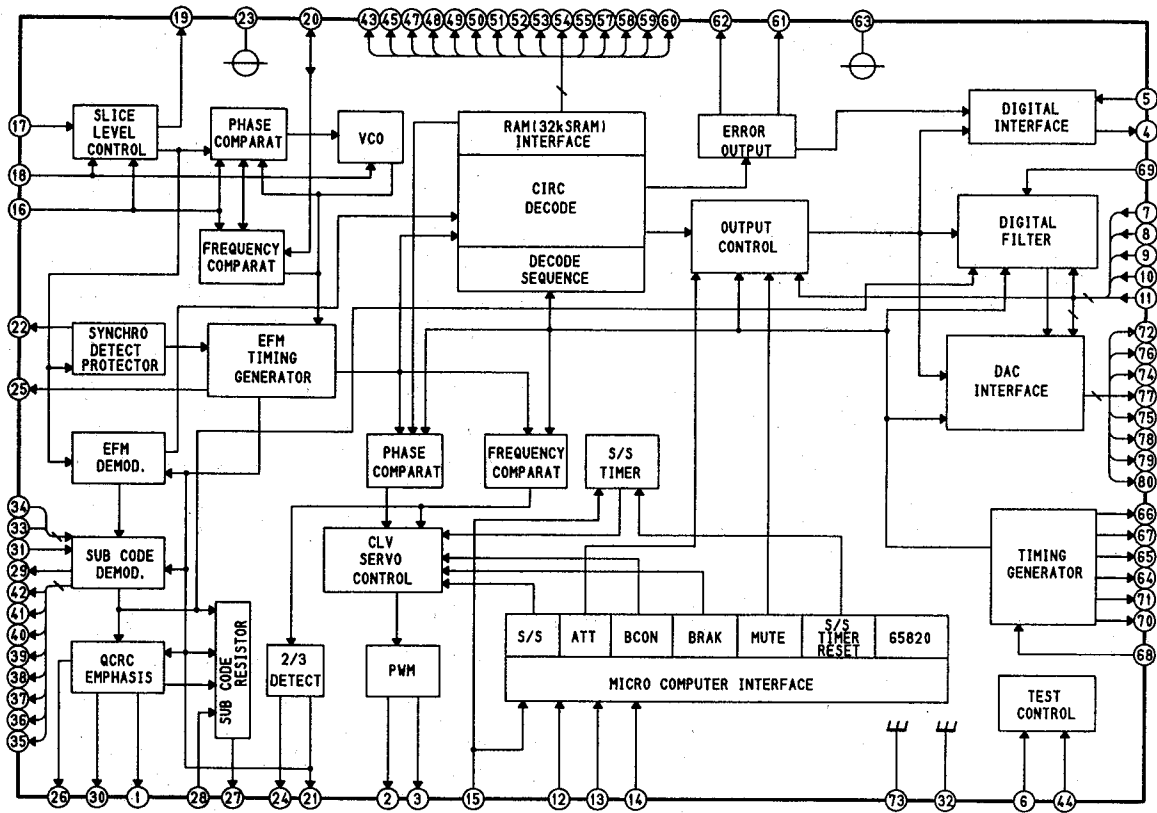 19 23 20 43 45 47 48 49 50 51 52 53 54 55 57 58 59 60 62 61 63
17
18
16
22
25
34
33
31
29
42
41
40
39
38
37
36
35
SLICE
LEVEL
CONTROL
PHASE
COMPARAT
VCO
FREQUENCY
COMPARAT
RAM(32kSRAM)
INTERFACE
CIRC
DECODE
DECODE
SEQUENCE
ERROR
OUTPUT
DIGITAL
INTERFACE
OUTPUT
CONTROL
DIGITAL
FILTER
SYNCHRO
DETECT
PROTECTOR
EFM
TIMING
GENERATOR
DAC
INTERFACE
EFM
DEMOD.
PHASE
COMPARAT
FREQUENCY
COMPARAT
S/S
TIMER
SUB CODE
DEMOD.
CLV
SERVO
CONTROL
TIMING
GENERATOR
QCRC
EMPHASIS
SUB CODE
RESISTOR
2/3
DETECT
PWM
S/S ATT BCON BRAK MUTE S/S TIMER RESET 65820
MICRO COMPUTER INTERFACE
TEST
CONTROL
5
4
69
7
8
9
10
11
72
76
74
77
75
78
79
80
66
67
65
64
71
70
68
26 30 1 28 27 24 21 2 3 15 12 13 14 73 32 6 44